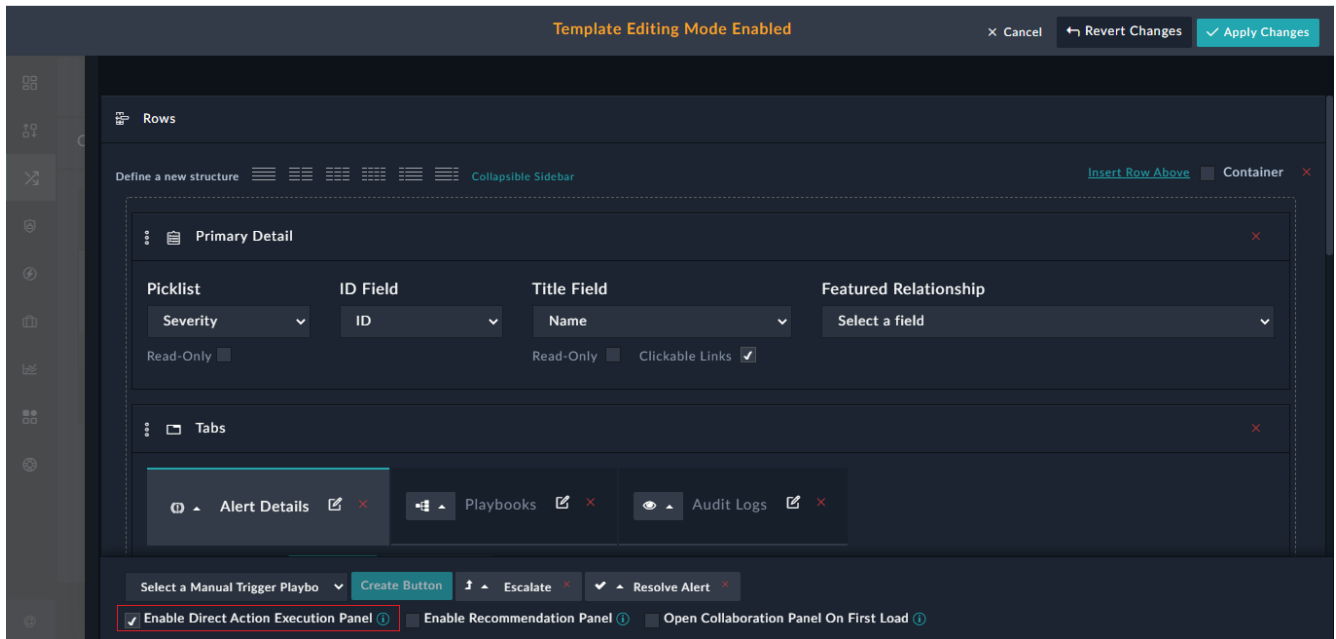 Template Editing Mode Enabled
× Cancel
Revert Changes
Apply Changes
Rows
Define a new structure
Collapsible Sidebar
Insert Row Above
Container
Primary Detail
Picklist
ID Field
Title Field
Featured Relationship
Severity
ID
Name
Select a field
Read-Only
Read-Only
Clickable Links
Tabs
Alert Details
Playbooks
Audit Logs
Select a Manual Trigger Playbo
Create Button
Escalate
Resolve Alert
Enable Direct Action Execution Panel
Enable Recommendation Panel
Open Collaboration Panel On First Load